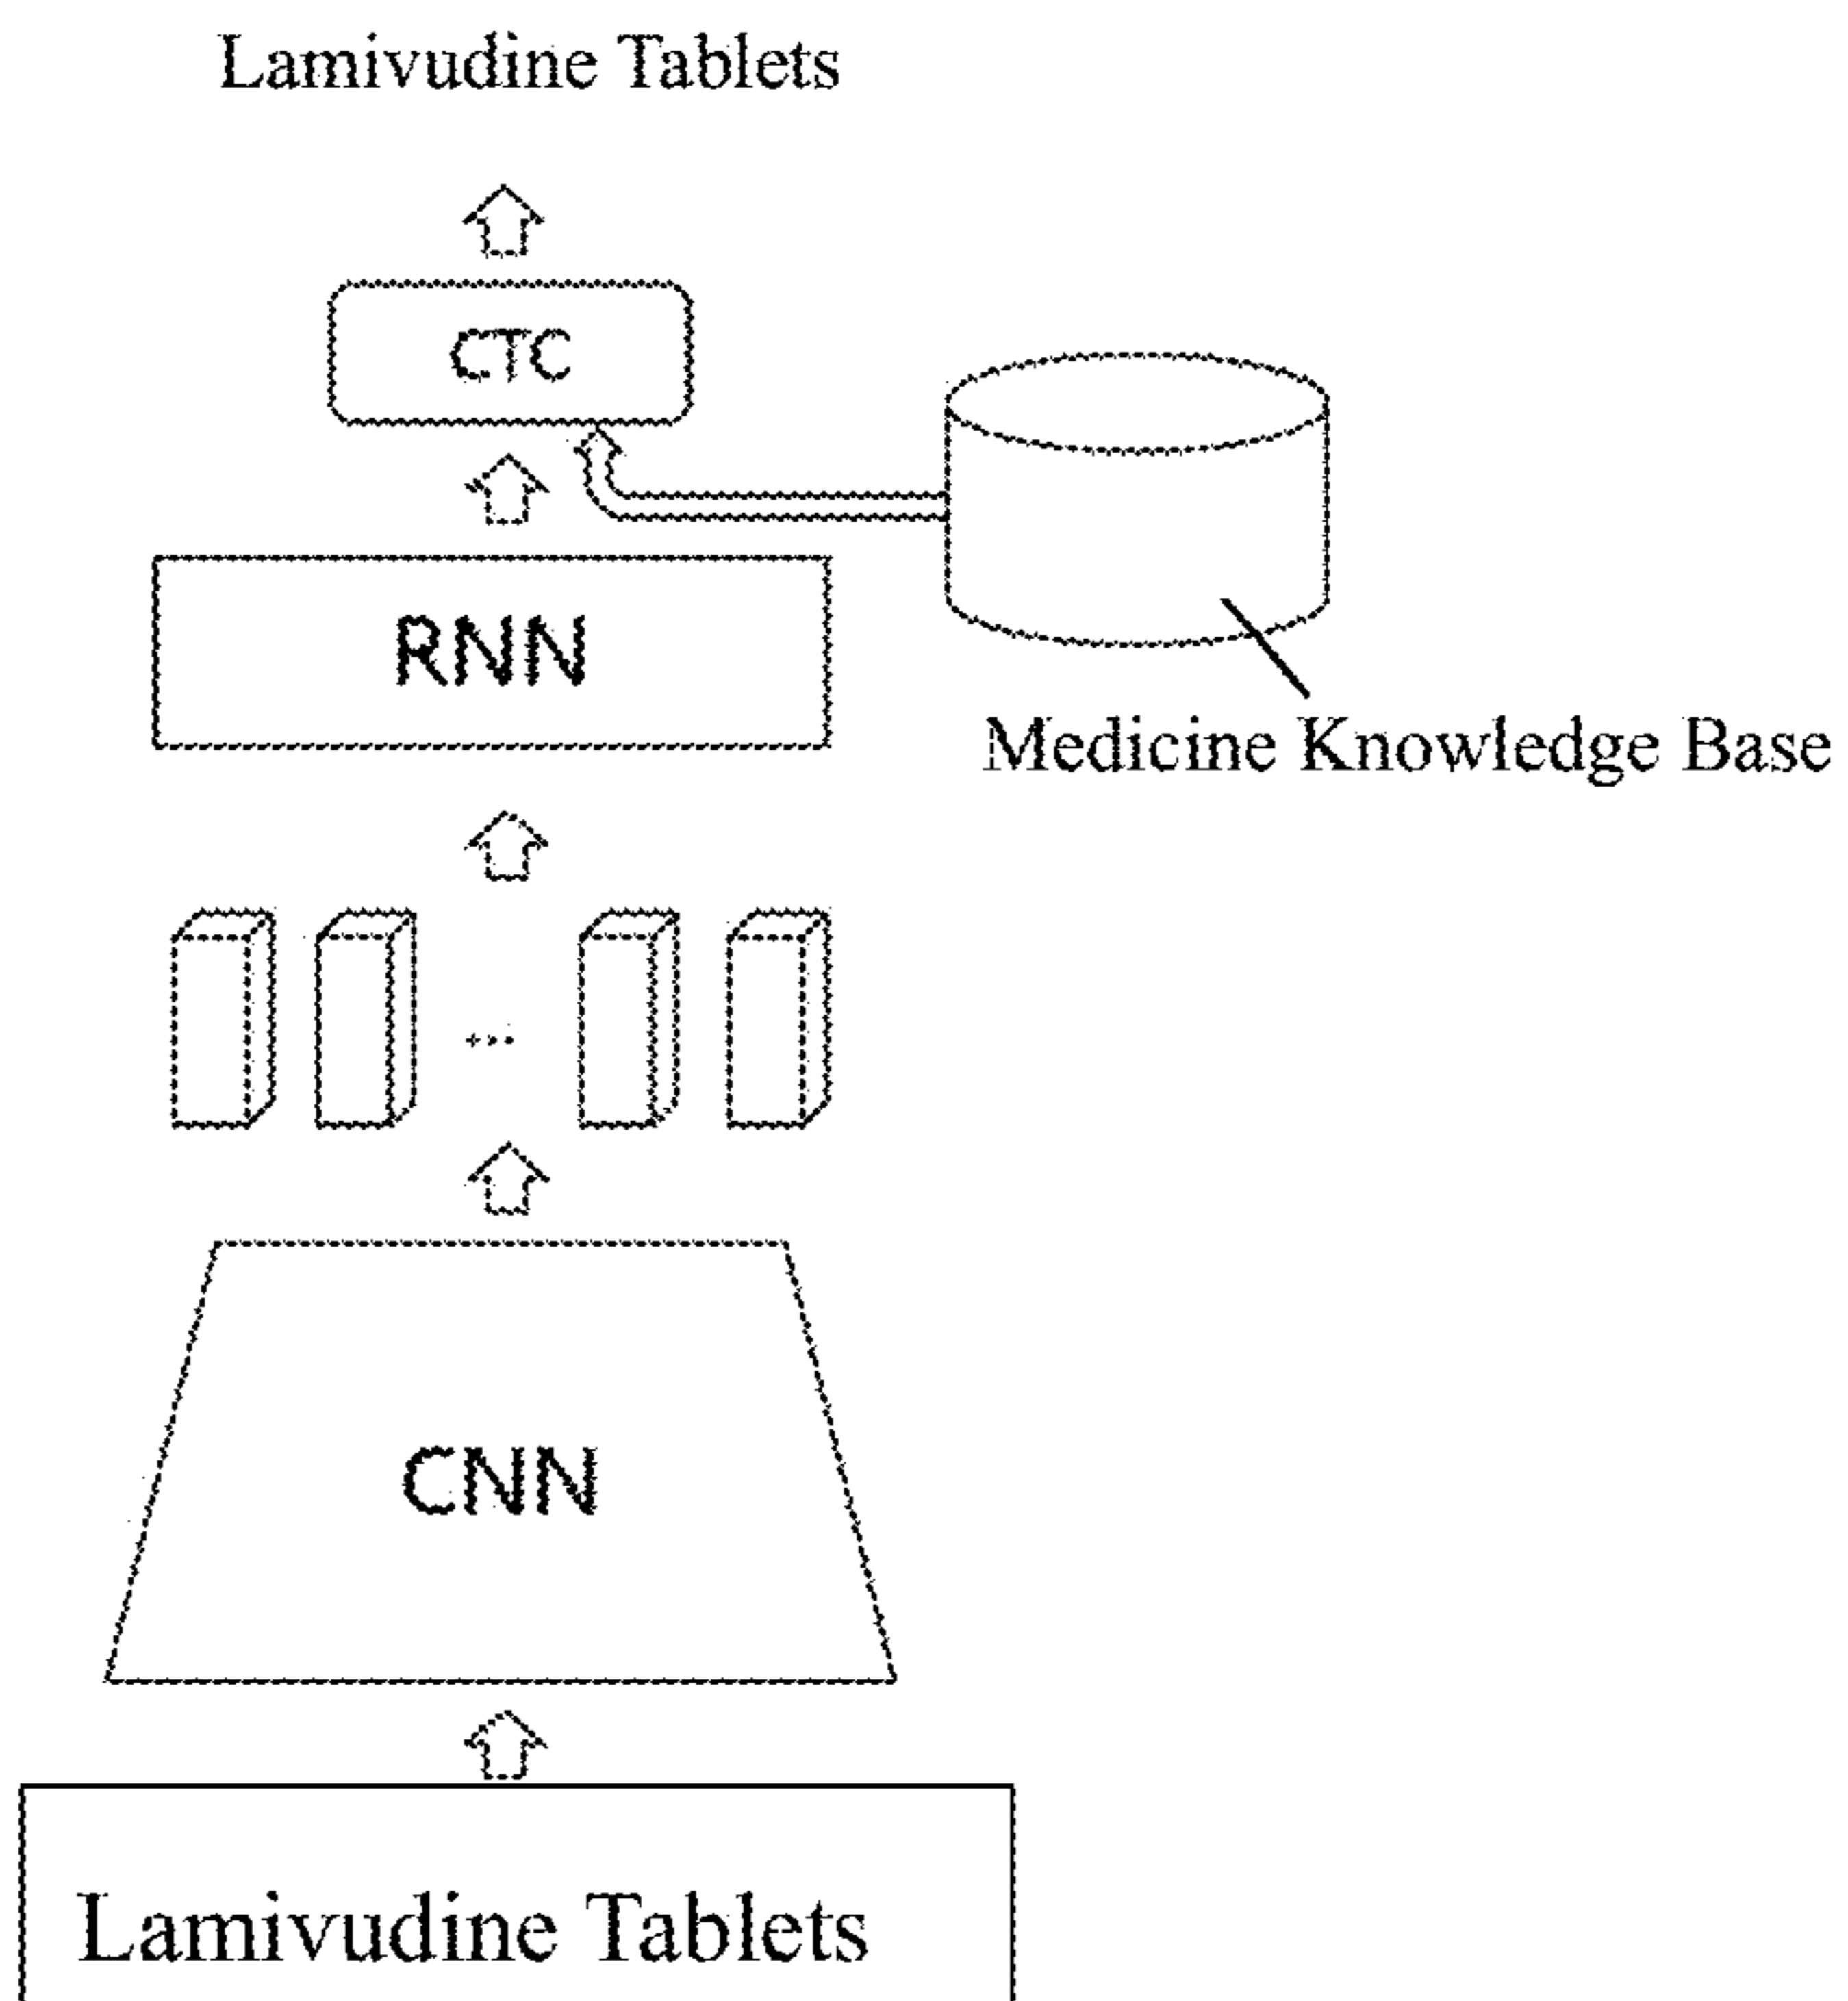 Lamivudine Tablets
CTC
RNN
Medicine Knowledge Base
...
CNN
Lamivudine Tablets